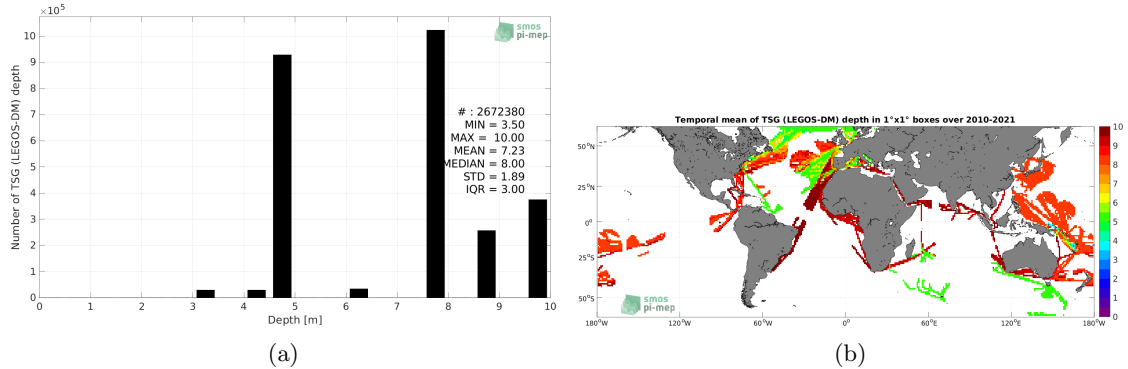 ×10⁵
10
9
8
7
6
5
4
3
2
1
0
Number of TSG (LEGOS-DM) depth
smos
pi-mep
# : 2672380
MIN = 3.50
MAX = 10.00
MEAN = 7.23
MEDIAN = 8.00
STD = 1.89
IQR = 3.00
0 1 2 3 4 5 6 7 8 9 10
Depth [m]
(a)
Temporal mean of TSG (LEGOS-DM) depth in 1°x1° boxes over 2010-2021
50°N
25°N
0°
25°S
50°S
180°W 120°W 60°W 0° 60°E 120°E 180°W
smos
pi-mep
10
9
8
7
6
5
4
3
2
1
0
(b)